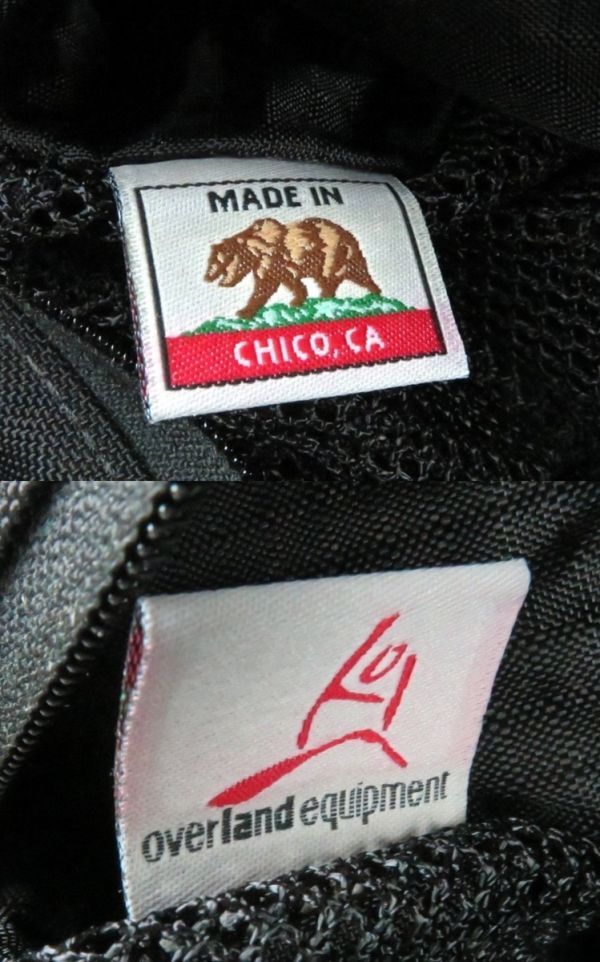 MADE IN
CHICO, CA
overland equipment